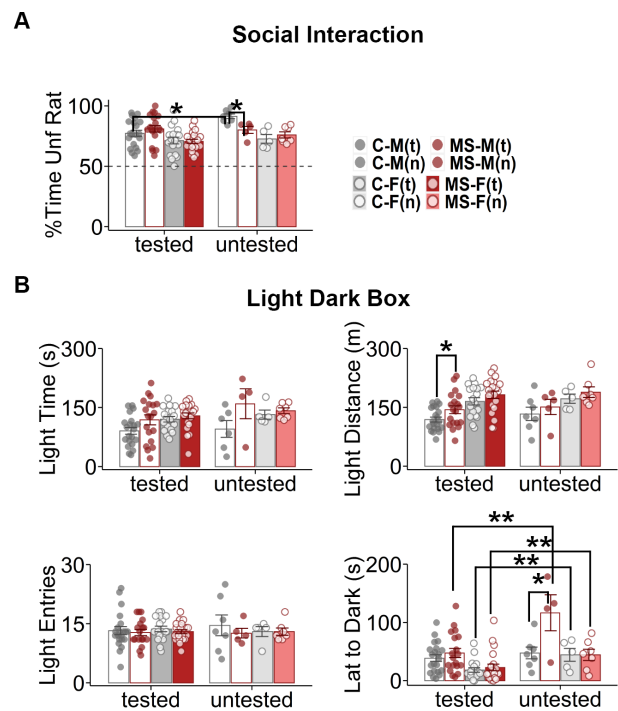 A
Social Interaction
%Time Unf Rat
100
50
0
*
*
tested
untested
C-M(t)
MS-M(t)
C-M(n)
MS-M(n)
C-F(t)
MS-F(t)
C-F(n)
MS-F(n)
B
Light Dark Box
Light Time (s)
300
150
0
tested
untested
Light Distance (m)
300
150
0
*
tested
untested
Light Entries
30
15
0
tested
untested
Lat to Dark (s)
200
100
0
**
**
**
*
tested
untested